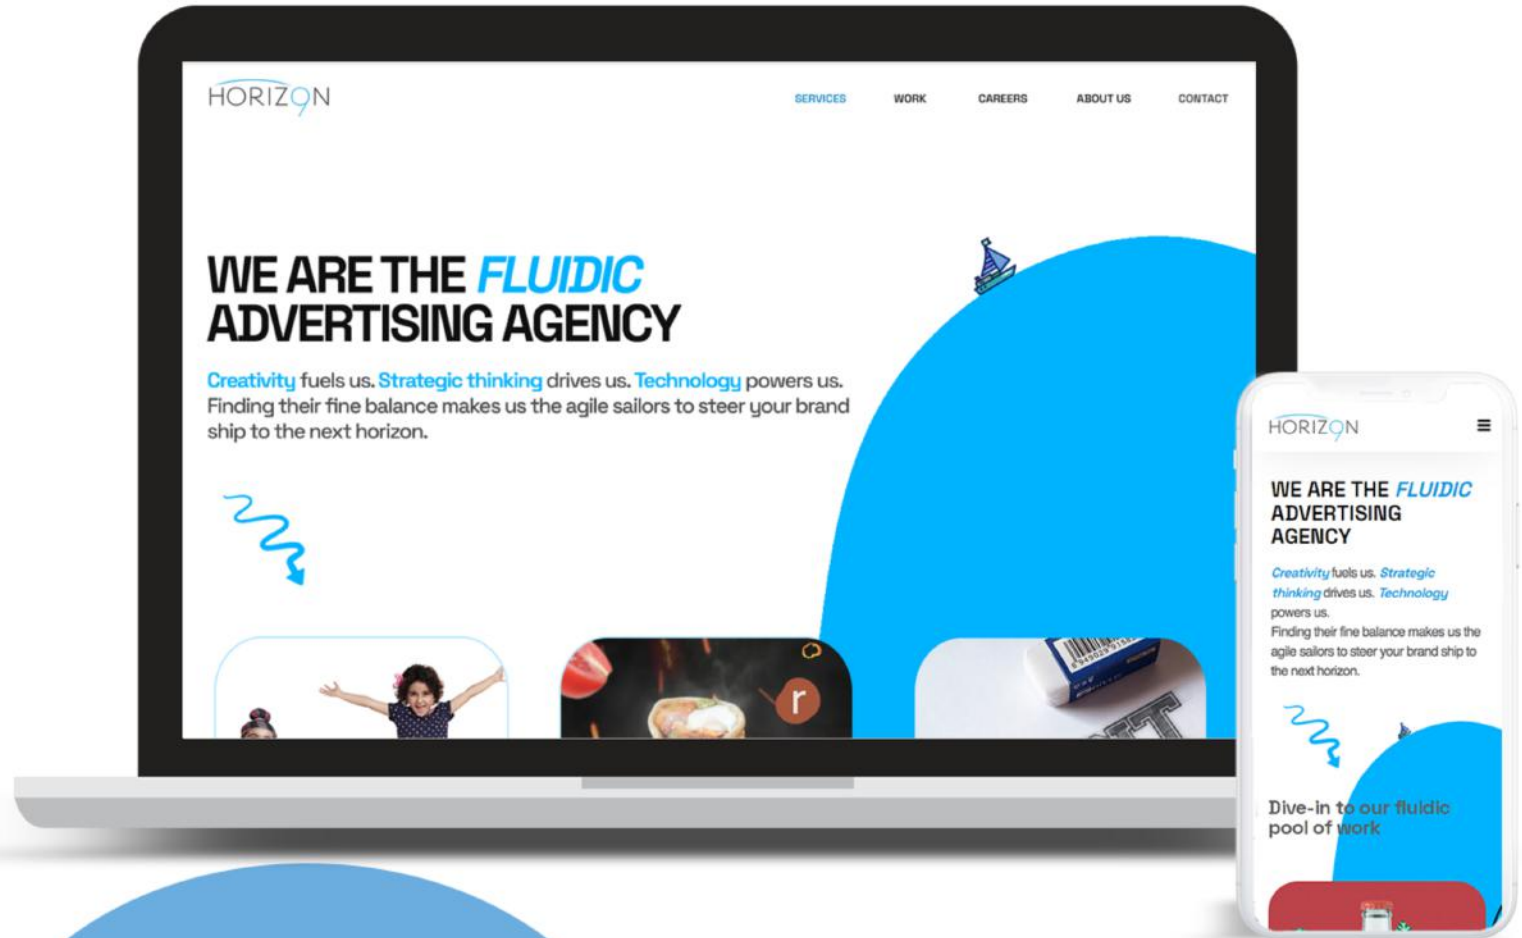 HORIZ9N
SERVICES WORK CAREERS ABOUT US CONTACT
WE ARE THE FLUIDIC
ADVERTISING AGENCY
Creativity fuels us. Strategic thinking drives us. Technology powers us.
Finding their fine balance makes us the agile sailors to steer your brand
ship to the next horizon.
r
HORIZ9N
WE ARE THE FLUIDIC
ADVERTISING
AGENCY
Creativity fuels us. Strategic
thinking drives us. Technology
powers us.
Finding their fine balance makes us the
agile sailors to steer your brand ship to
the next horizon.
Dive-in to our fluidic
pool of work